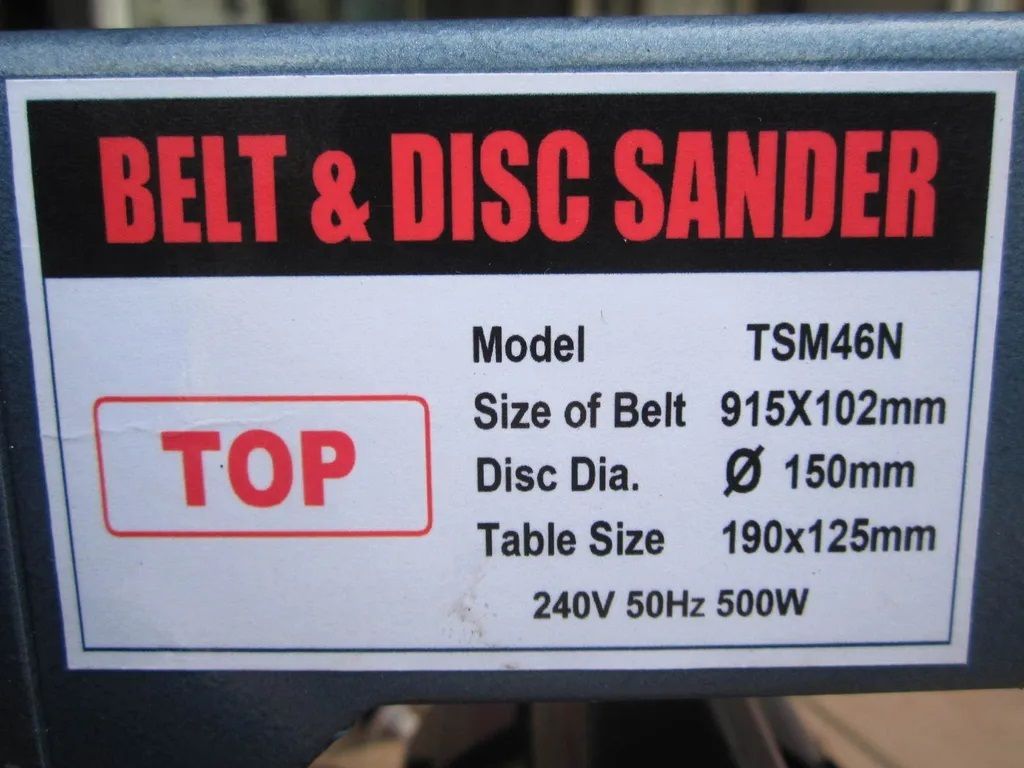 BELT & DISC SANDER
TOP
Model TSM46N
Size of Belt 915X102mm
Disc Dia. Ø 150mm
Table Size 190x125mm
240V 50Hz 500W